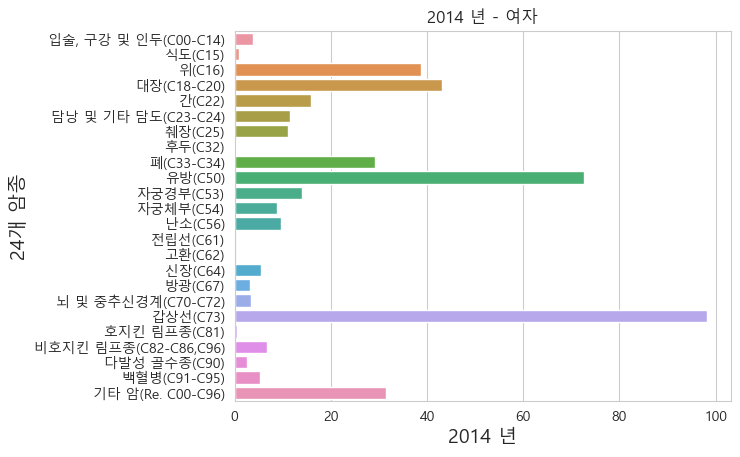 2014 년 - 여자
24개 암종
입술, 구강 및 인두(C00-C14)
식도(C15)
위(C16)
대장(C18-C20)
간(C22)
담낭 및 기타 담도(C23-C24)
췌장(C25)
후두(C32)
폐(C33-C34)
유방(C50)
자궁경부(C53)
자궁체부(C54)
난소(C56)
전립선(C61)
고환(C62)
신장(C64)
방광(C67)
뇌 및 중추신경계(C70-C72)
갑상선(C73)
호지킨 림프종(C81)
비호지킨 림프종(C82-C86,C96)
다발성 골수종(C90)
백혈병(C91-C95)
기타 암(Re. C00-C96)
0 20 40 60 80 100
2014 년